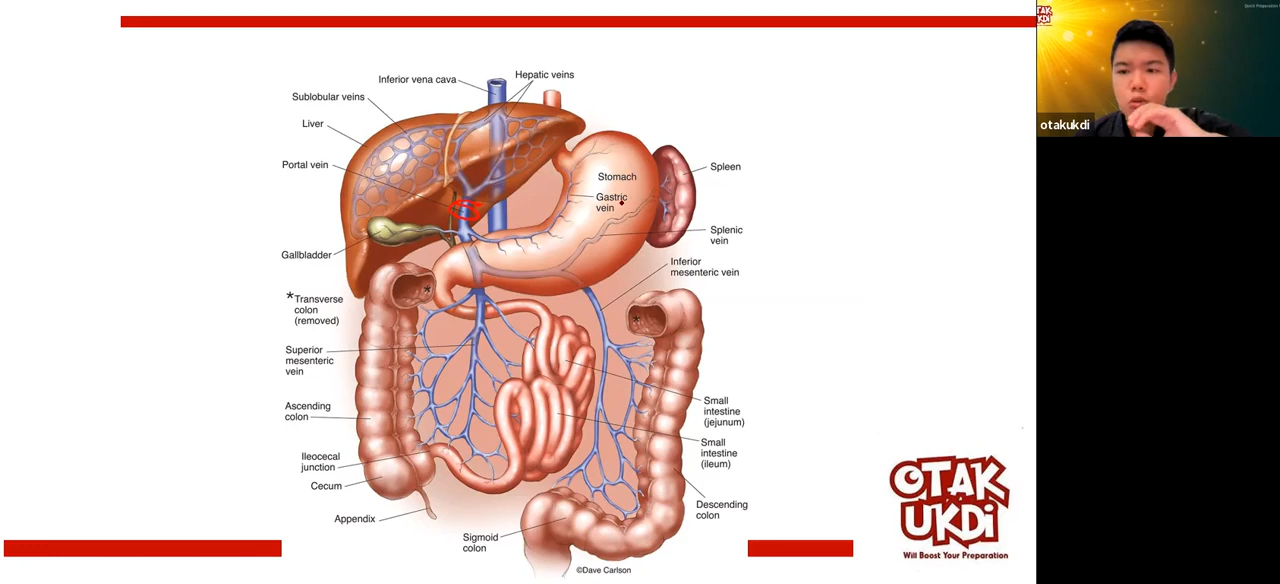 Inferior vena cava
Hepatic veins
Sublobular veins
Liver
Portal vein
Stomach
Gastric
vein
Spleen
Splenic
vein
Gallbladder
Inferior
mesenteric vein
*Transverse
colon
(removed)
*
*
Superior
mesenteric
vein
Ascending
colon
Small
intestine
(jejunum)
Small
intestine
(ileum)
Ileocecal
junction
Cecum
Appendix
Descending
colon
Sigmoid
colon
©Dave Carlson
OTAK
UKDi
Will Boost Your Preparation
otakukdi